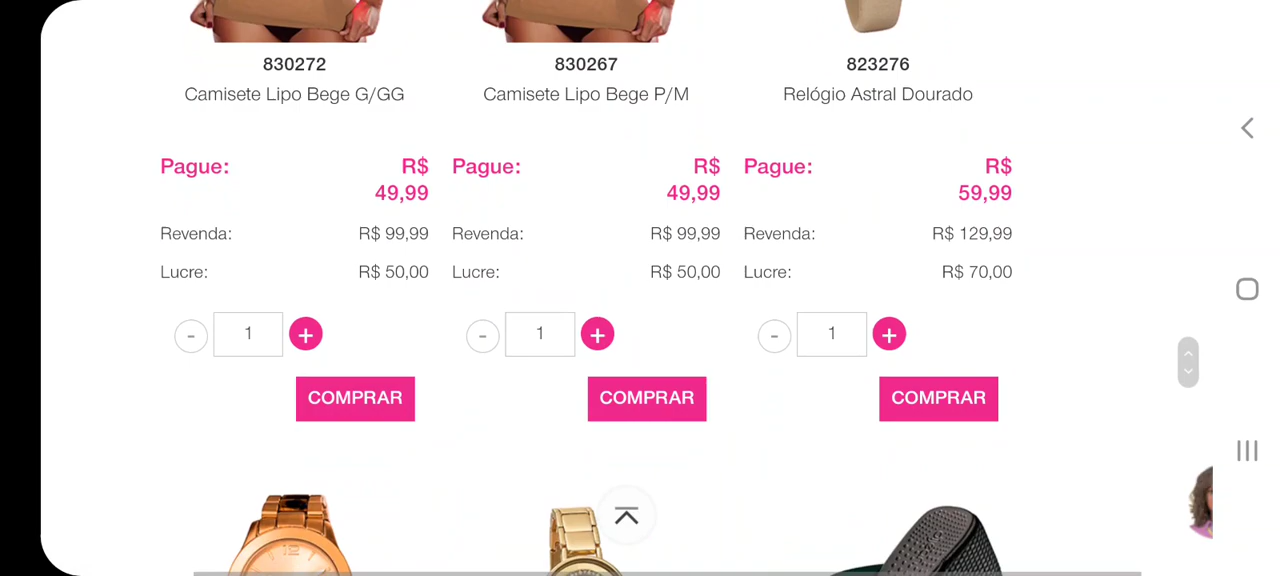 830272
Camisete Lipo Bege G/GG
Pague:
R$
49,99
Revenda:
R$ 99,99
Lucre:
R$ 50,00
-
1
+
COMPRAR
830267
Camisete Lipo Bege P/M
Pague:
R$
49,99
Revenda:
R$ 99,99
Lucre:
R$ 50,00
-
1
+
COMPRAR
823276
Relógio Astral Dourado
Pague:
R$
59,99
Revenda:
R$ 129,99
Lucre:
R$ 70,00
-
1
+
COMPRAR